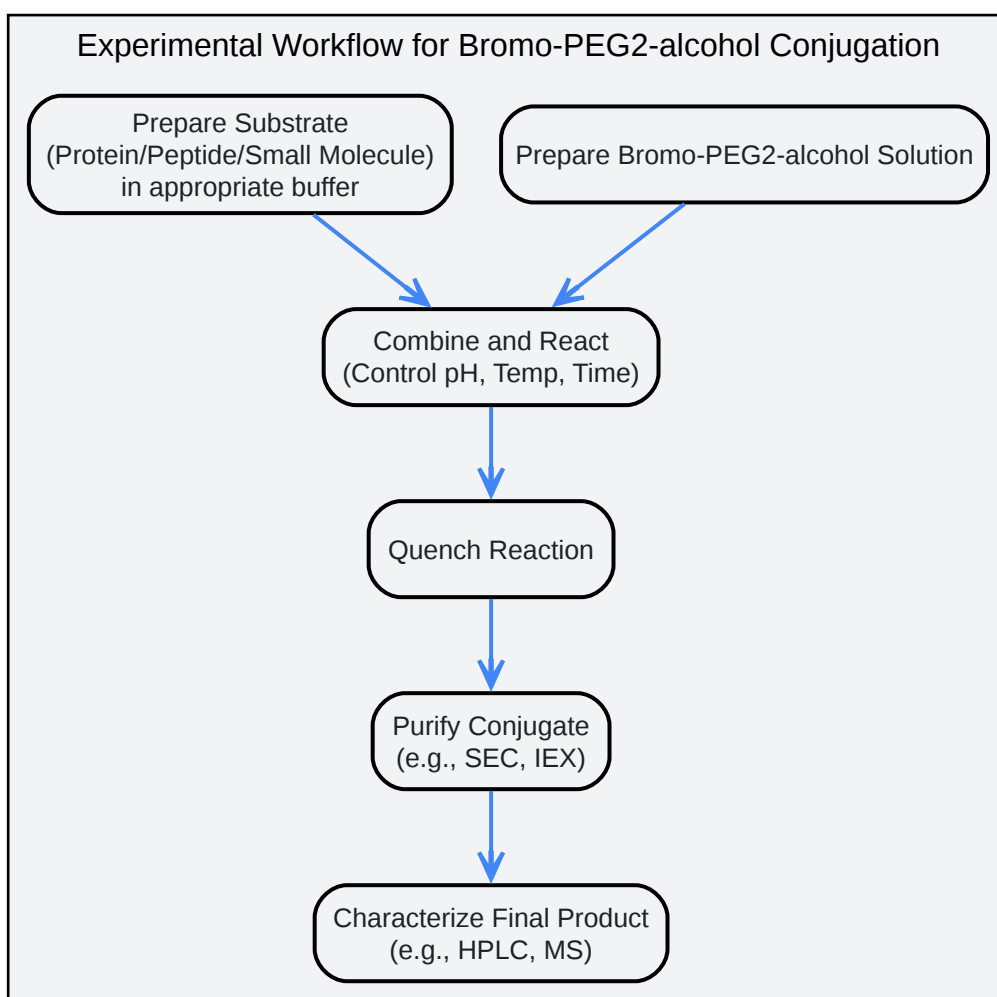 Experimental Workflow for Bromo-PEG2-alcohol Conjugation
Prepare Substrate
(Protein/Peptide/Small Molecule)
in appropriate buffer
Prepare Bromo-PEG2-alcohol Solution
Combine and React
(Control pH, Temp, Time)
Quench Reaction
Purify Conjugate
(e.g., SEC, IEX)
Characterize Final Product
(e.g., HPLC, MS)